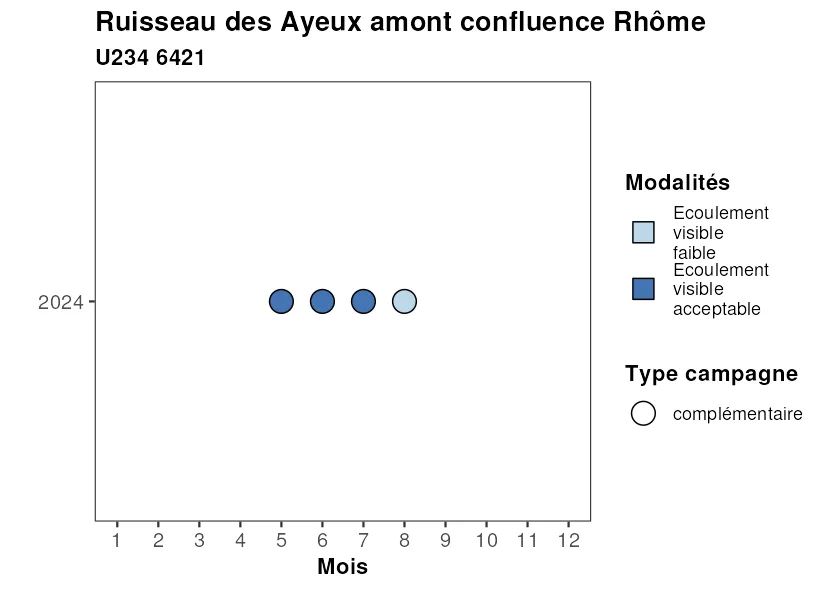 Ruisseau des Ayeux amont confluence Rhôme
U234 6421
2024
1 2 3 4 5 6 7 8 9 10 11 12
Mois
Modalités
Ecoulement
visible
faible
Ecoulement
visible
acceptable
Type campagne
complémentaire